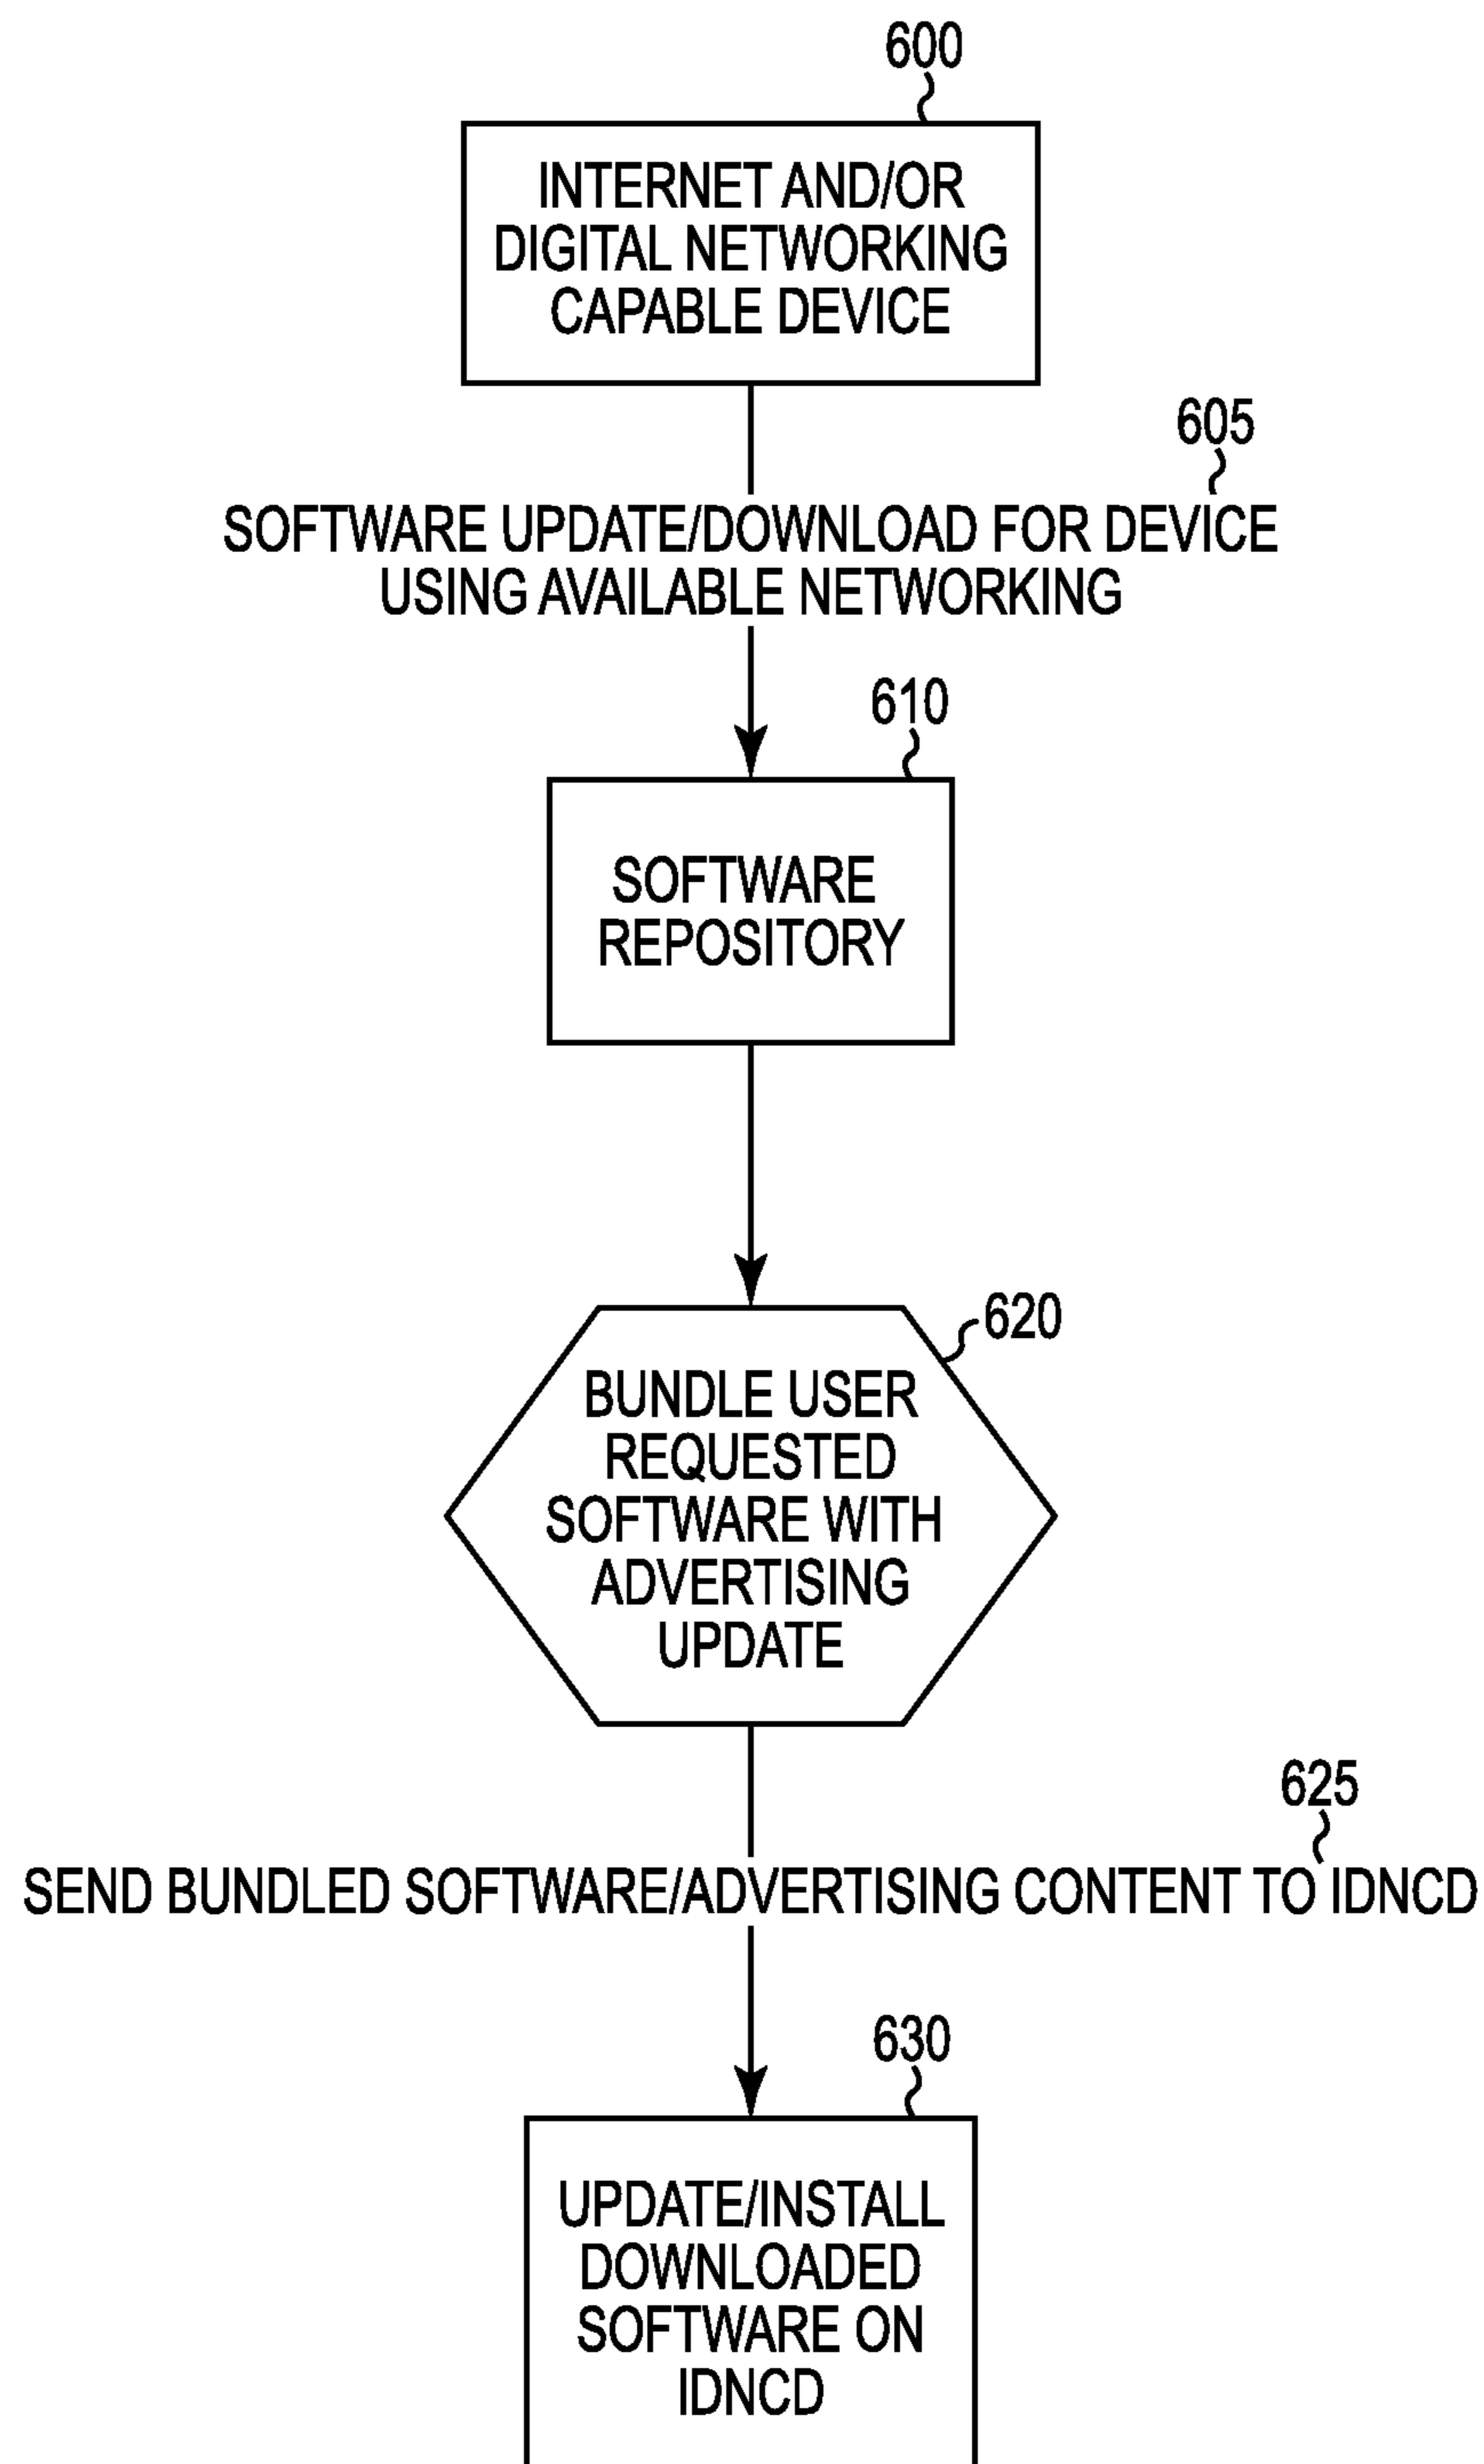 600
INTERNET AND/OR
DIGITAL NETWORKING
CAPABLE DEVICE
605
SOFTWARE UPDATE/DOWNLOAD FOR DEVICE
USING AVAILABLE NETWORKING
610
SOFTWARE
REPOSITORY
620
BUNDLE USER
REQUESTED
SOFTWARE WITH
ADVERTISING
UPDATE
625
SEND BUNDLED SOFTWARE/ADVERTISING CONTENT TO IDNCD
630
UPDATE/INSTALL
DOWNLOADED
SOFTWARE ON
IDNCD